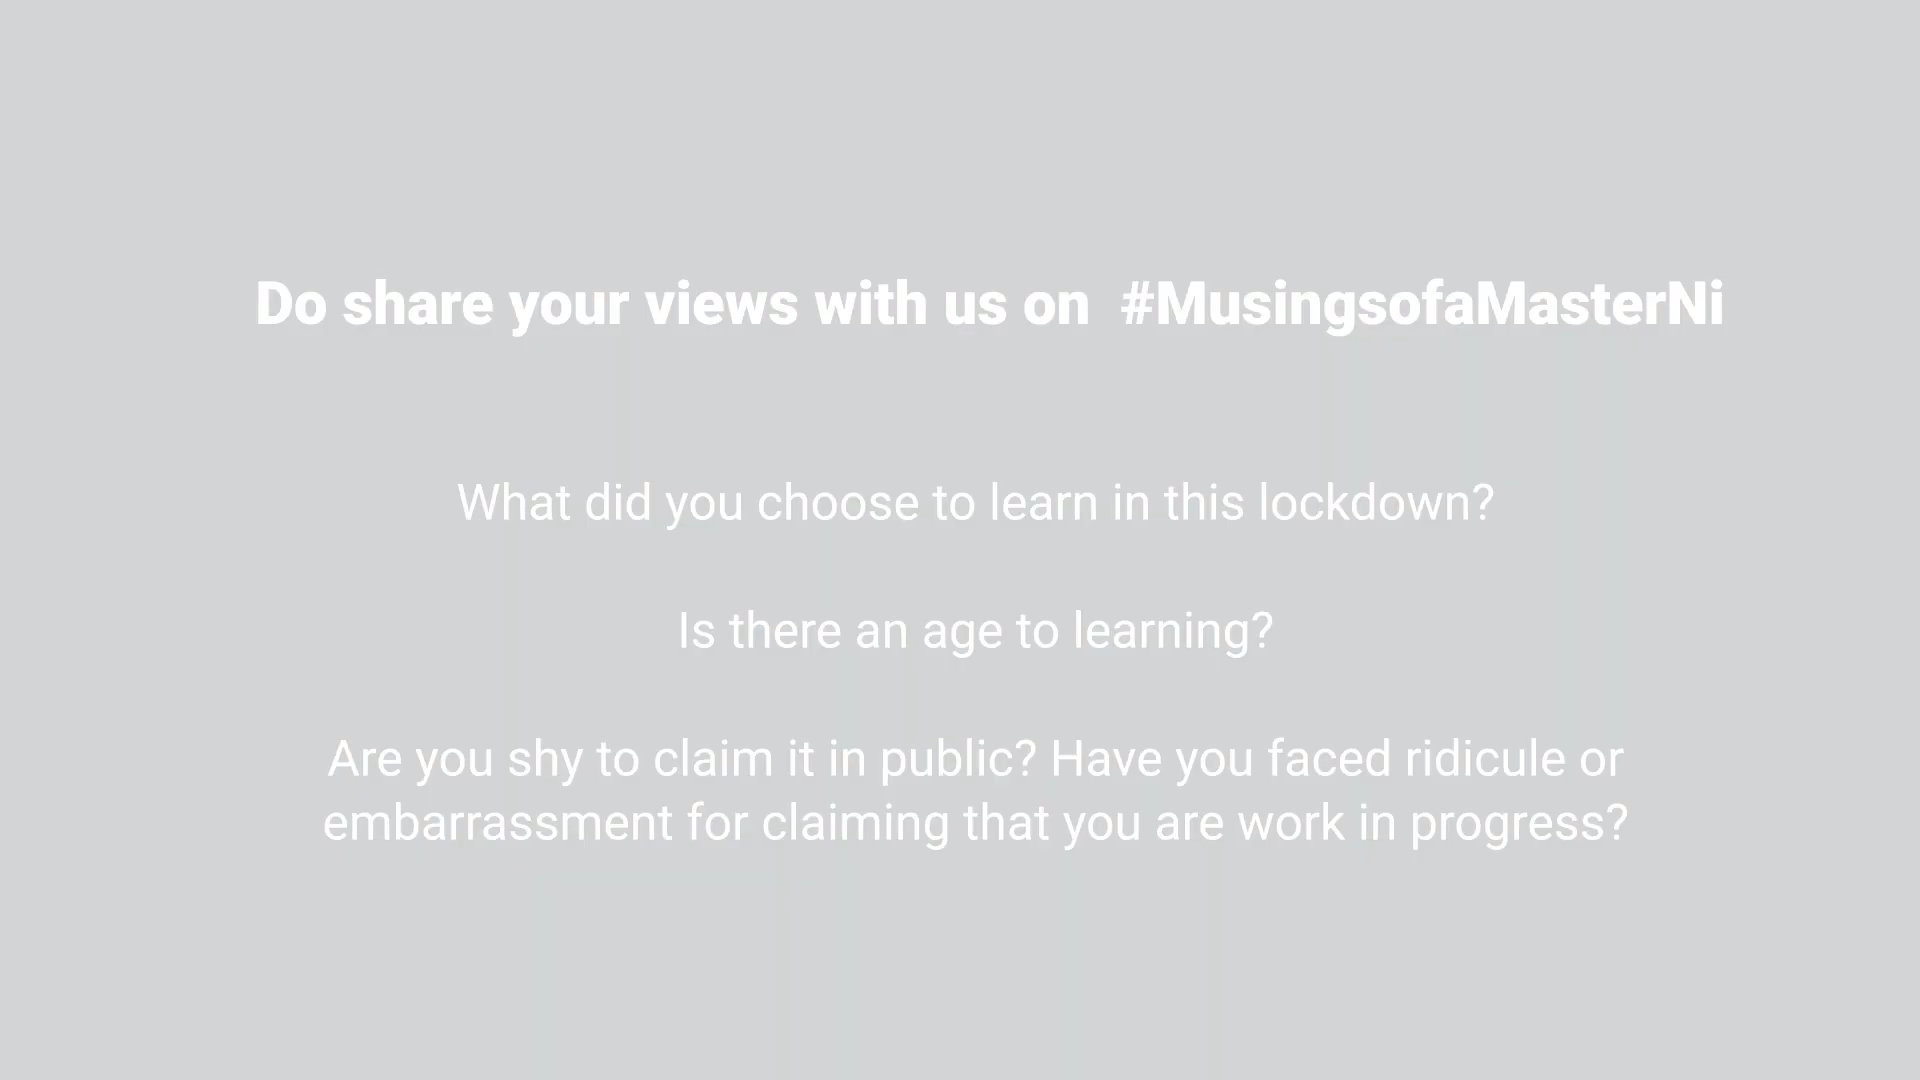 Do share your views with us on  #MusingsofaMasterNi
What did you choose to learn in this lockdown?
Is there an age to learning?
Are you shy to claim it in public? Have you faced ridicule or
embarrassment for claiming that you are work in progress?